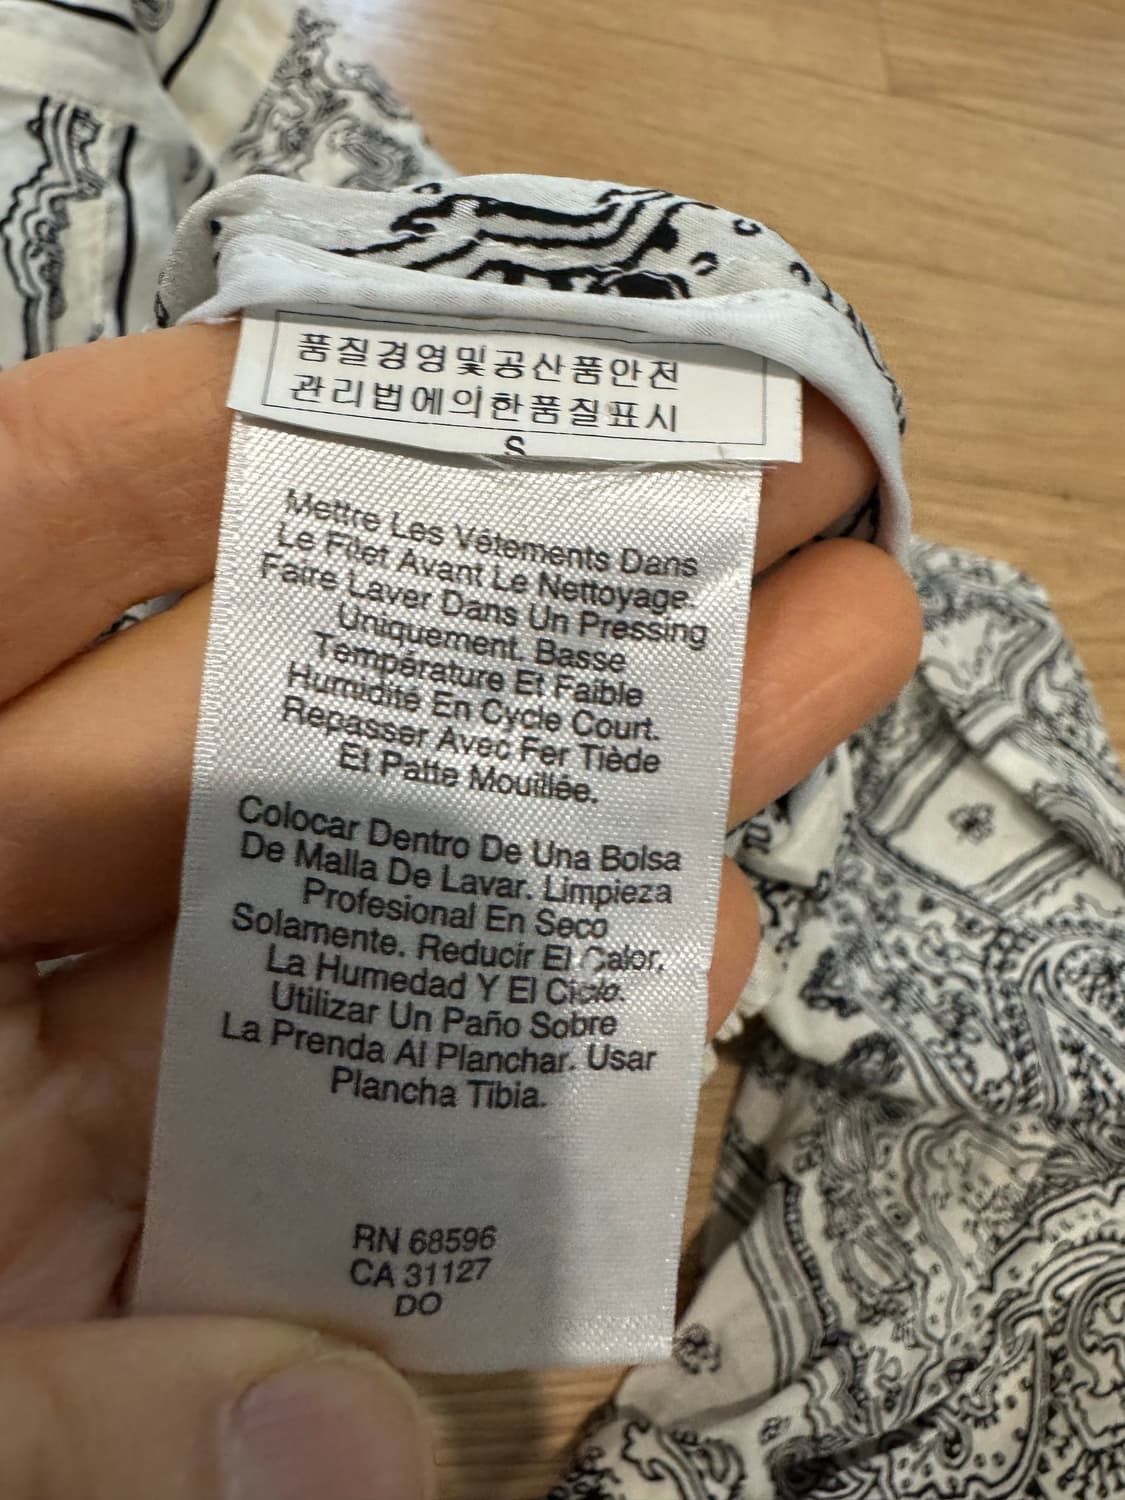 품질경영및공산품안전
관리법에의한품질표시
S
Mettre Les Vêtements Dans
Le Filet Avant Le Nettoyage.
Faire Laver Dans Un Pressing
Uniquement. Basse
Température Et Faible
Humidité En Cycle Court.
Repasser Avec Fer Tiède
Et Patte Mouillée.
Colocar Dentro De Una Bolsa
De Malla De Lavar. Limpieza
Profesional En Seco
Solamente. Reducir El Calor,
La Humedad Y El Ciclo.
Utilizar Un Paño Sobre
La Prenda Al Planchar. Usar
Plancha Tibia.
RN 68596
CA 31127
DO